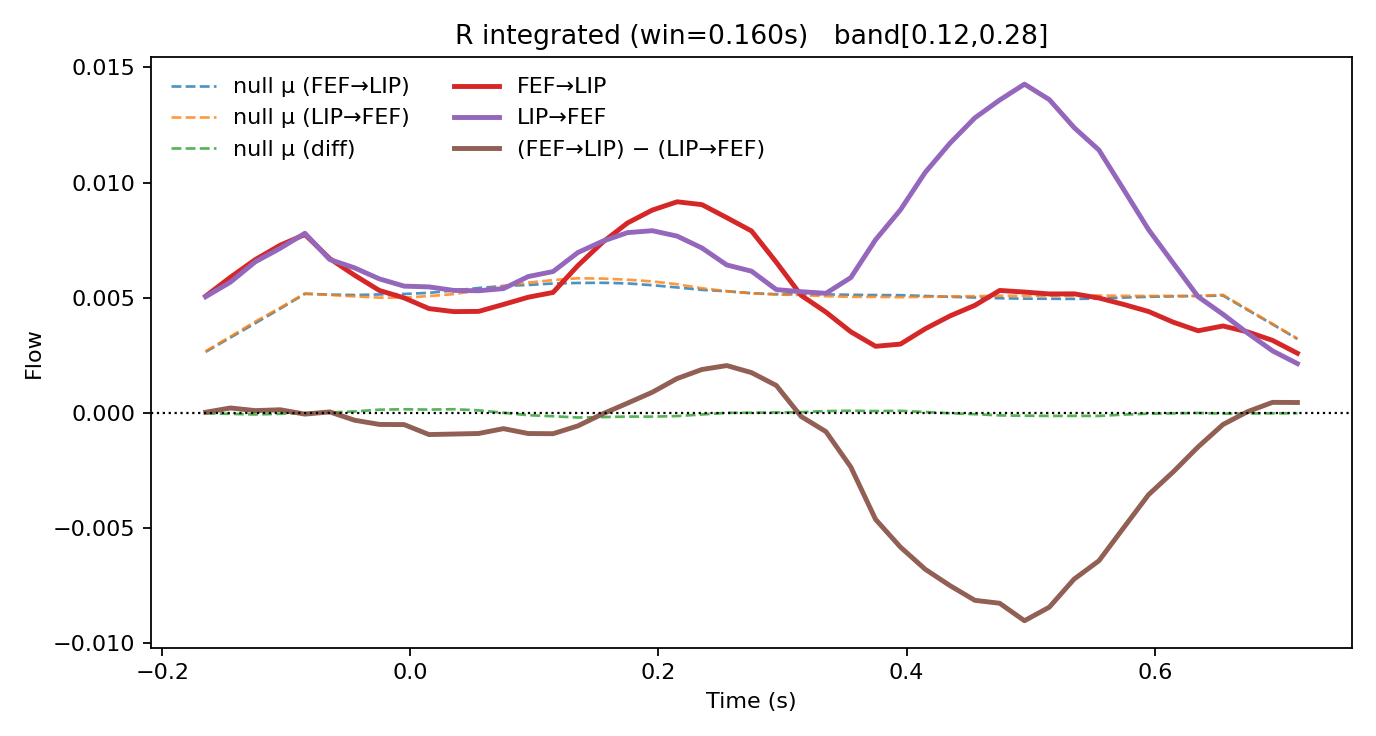 R integrated (win=0.160s)   band[0.12,0.28]
0.015
0.010
0.005
0.000
−0.005
−0.010
Flow
null μ (FEF→LIP)
null μ (LIP→FEF)
null μ (diff)
FEF→LIP
LIP→FEF
(FEF→LIP) − (LIP→FEF)
−0.2
0.0
0.2
0.4
0.6
Time (s)